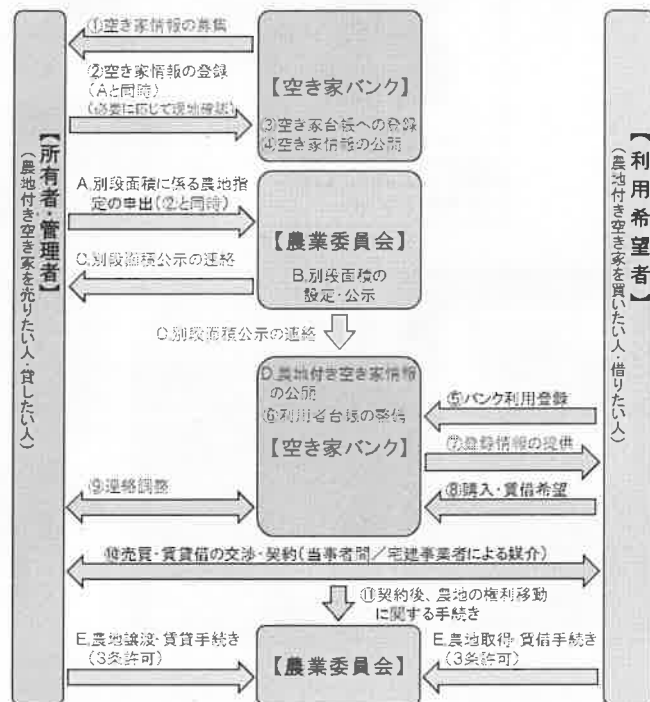 ①空き家情報の募集
②空き家情報の登録
(Aと同時)
(必要に応じて現地確認)
【空き家バンク】
③空き家台帳への登録
④空き家情報の公開
【所有者・管理者】
(農地付き空き家を売りたい人・貸したい人)
【利用希望者】
(農地付き空き家を買いたい人・借りたい人)
A.別段面積に係る農地指
定の申出(②と同時)
【農業委員会】
B.別段面積の
設定・公示
C.別段面積公示の連絡
C.別段面積公示の連絡
D.農地付き空き家情報
の公開
⑥利用者台帳の整備
【空き家バンク】
⑤バンク利用登録
⑦登録情報の提供
⑧購入・賃借希望
⑨連絡調整
⑩売買・賃貸借の交渉・契約(当事者間/宅建事業者による媒介)
⑪契約後、農地の権利移動
に関する手続き
E.農地譲渡・賃貸手続き
(3条許可)
【農業委員会】
E.農地取得・賃借手続き
(3条許可)